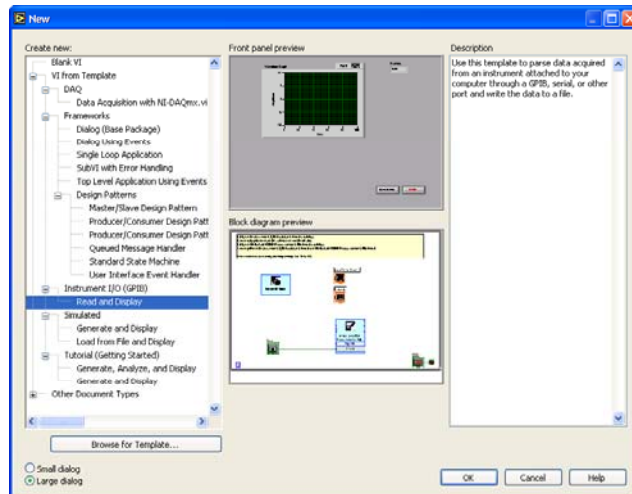 New
Create new:
Blank VI
VI from Template
DAQ
Data Acquisition with NI-DAQmx.vi
Frameworks
Dialog (Base Package)
Dialog Using Events
Single Loop Application
SubVI with Error Handling
Top Level Application Using Events
Design Patterns
Master/Slave Design Pattern
Producer/Consumer Design Patt
Producer/Consumer Design Patt
Queued Message Handler
Standard State Machine
User Interface Event Handler
Instrument I/O (GPIB)
Read and Display
Simulated
Generate and Display
Load from File and Display
Tutorial (Getting Started)
Generate, Analyze, and Display
Generate and Display
Other Document Types
Browse for Template...
Small dialog
Large dialog
Front panel preview
Block diagram preview
Description
Use this template to parse data acquired
from an instrument attached to your
computer through a GPIB, serial, or other
port and write the data to a file.
OK
Cancel
Help